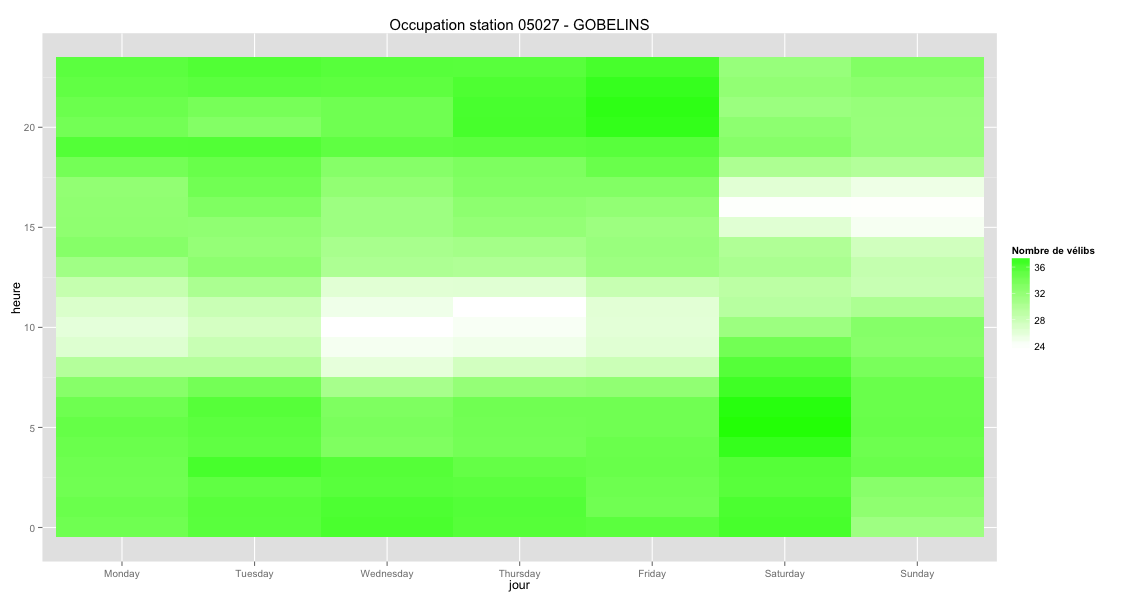 Occupation station 05027 - GOBELINS
heure
20
15
10
5
0
Monday Tuesday Wednesday Thursday Friday Saturday Sunday
jour
Nombre de vélibs
36
32
28
24